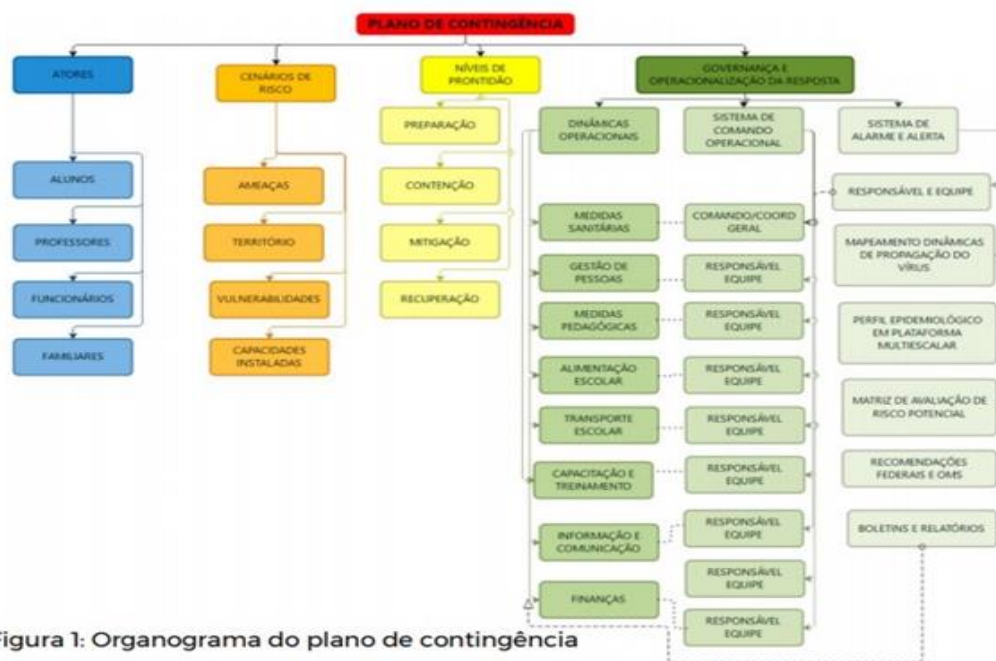 PLANO DE CONTINGÊNCIA
ATORES
ALUNOS
PROFESSORES
FUNCIONÁRIOS
FAMILIARES
CENÁRIOS DE
RISCO
AMEAÇAS
TERRITÓRIO
VULNERABILIDADES
CAPACIDADES
INSTALADAS
NÍVEIS DE
PRONTIDÃO
PREPARAÇÃO
CONTENÇÃO
MITIGAÇÃO
RECUPERAÇÃO
GOVERNANÇA E
OPERACIONALIZAÇÃO DA RESPOSTA
DINÂMICAS
OPERACIONAIS
MEDIDAS
SANITÁRIAS
GESTÃO DE
PESSOAS
MEDIDAS
PEDAGÓGICAS
ALIMENTAÇÃO
ESCOLAR
TRANSPORTE
ESCOLAR
CAPACITAÇÃO E
TREINAMENTO
INFORMAÇÃO E
COMUNICAÇÃO
FINANÇAS
SISTEMA DE
COMANDO
OPERACIONAL
COMANDO/COORD
GERAL
RESPONSÁVEL
EQUIPE
RESPONSÁVEL
EQUIPE
RESPONSÁVEL
EQUIPE
RESPONSÁVEL
EQUIPE
RESPONSÁVEL
EQUIPE
RESPONSÁVEL
EQUIPE
RESPONSÁVEL
EQUIPE
RESPONSÁVEL
EQUIPE
SISTEMA DE
ALARME E ALERTA
RESPONSÁVEL E EQUIPE
MAPEAMENTO DINÂMICAS
DE PROPAGAÇÃO DO
VÍRUS
PERFIL EPIDEMIOLÓGICO
EM PLATAFORMA
MULTIESCALAR
MATRIZ DE AVALIAÇÃO DE
RISCO POTENCIAL
RECOMENDAÇÕES
FEDERAIS E OMS
BOLETINS E RELATÓRIOS
igura 1: Organograma do plano de contingência